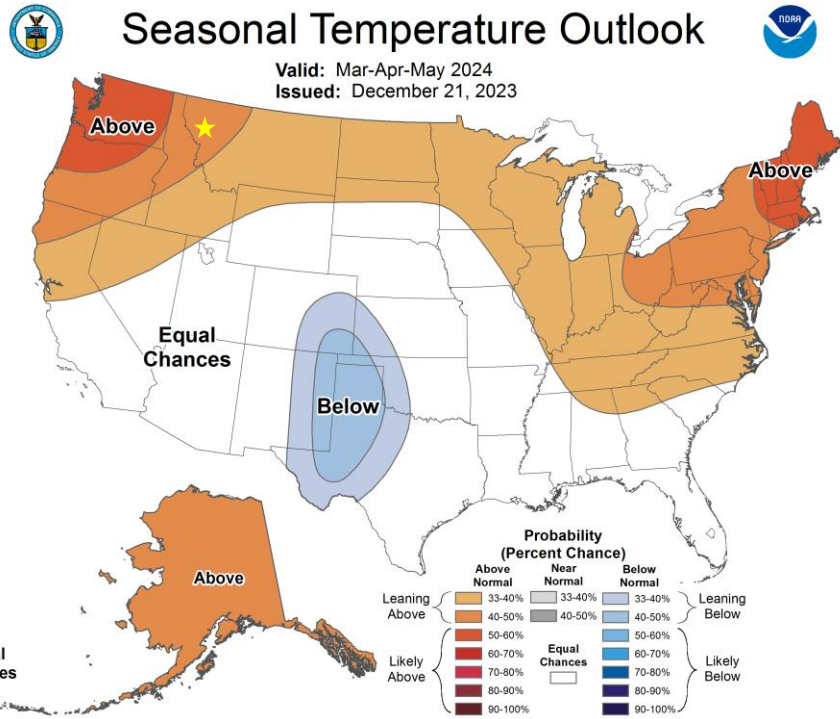 Seasonal Temperature Outlook
NOAA
Valid: Mar-Apr-May 2024
Issued: December 21, 2023
Above
Above
Equal
Chances
Below
Above
Probability
(Percent Chance)
Above
Normal
Near
Normal
Below
Normal
Leaning
Above
33-40%
33-40%
33-40%
Leaning
Below
40-50%
40-50%
40-50%
Likely
Above
50-60%
50-60%
Likely
Below
60-70%
60-70%
70-80%
70-80%
80-90%
80-90%
90-100%
90-100%
Equal
Chances